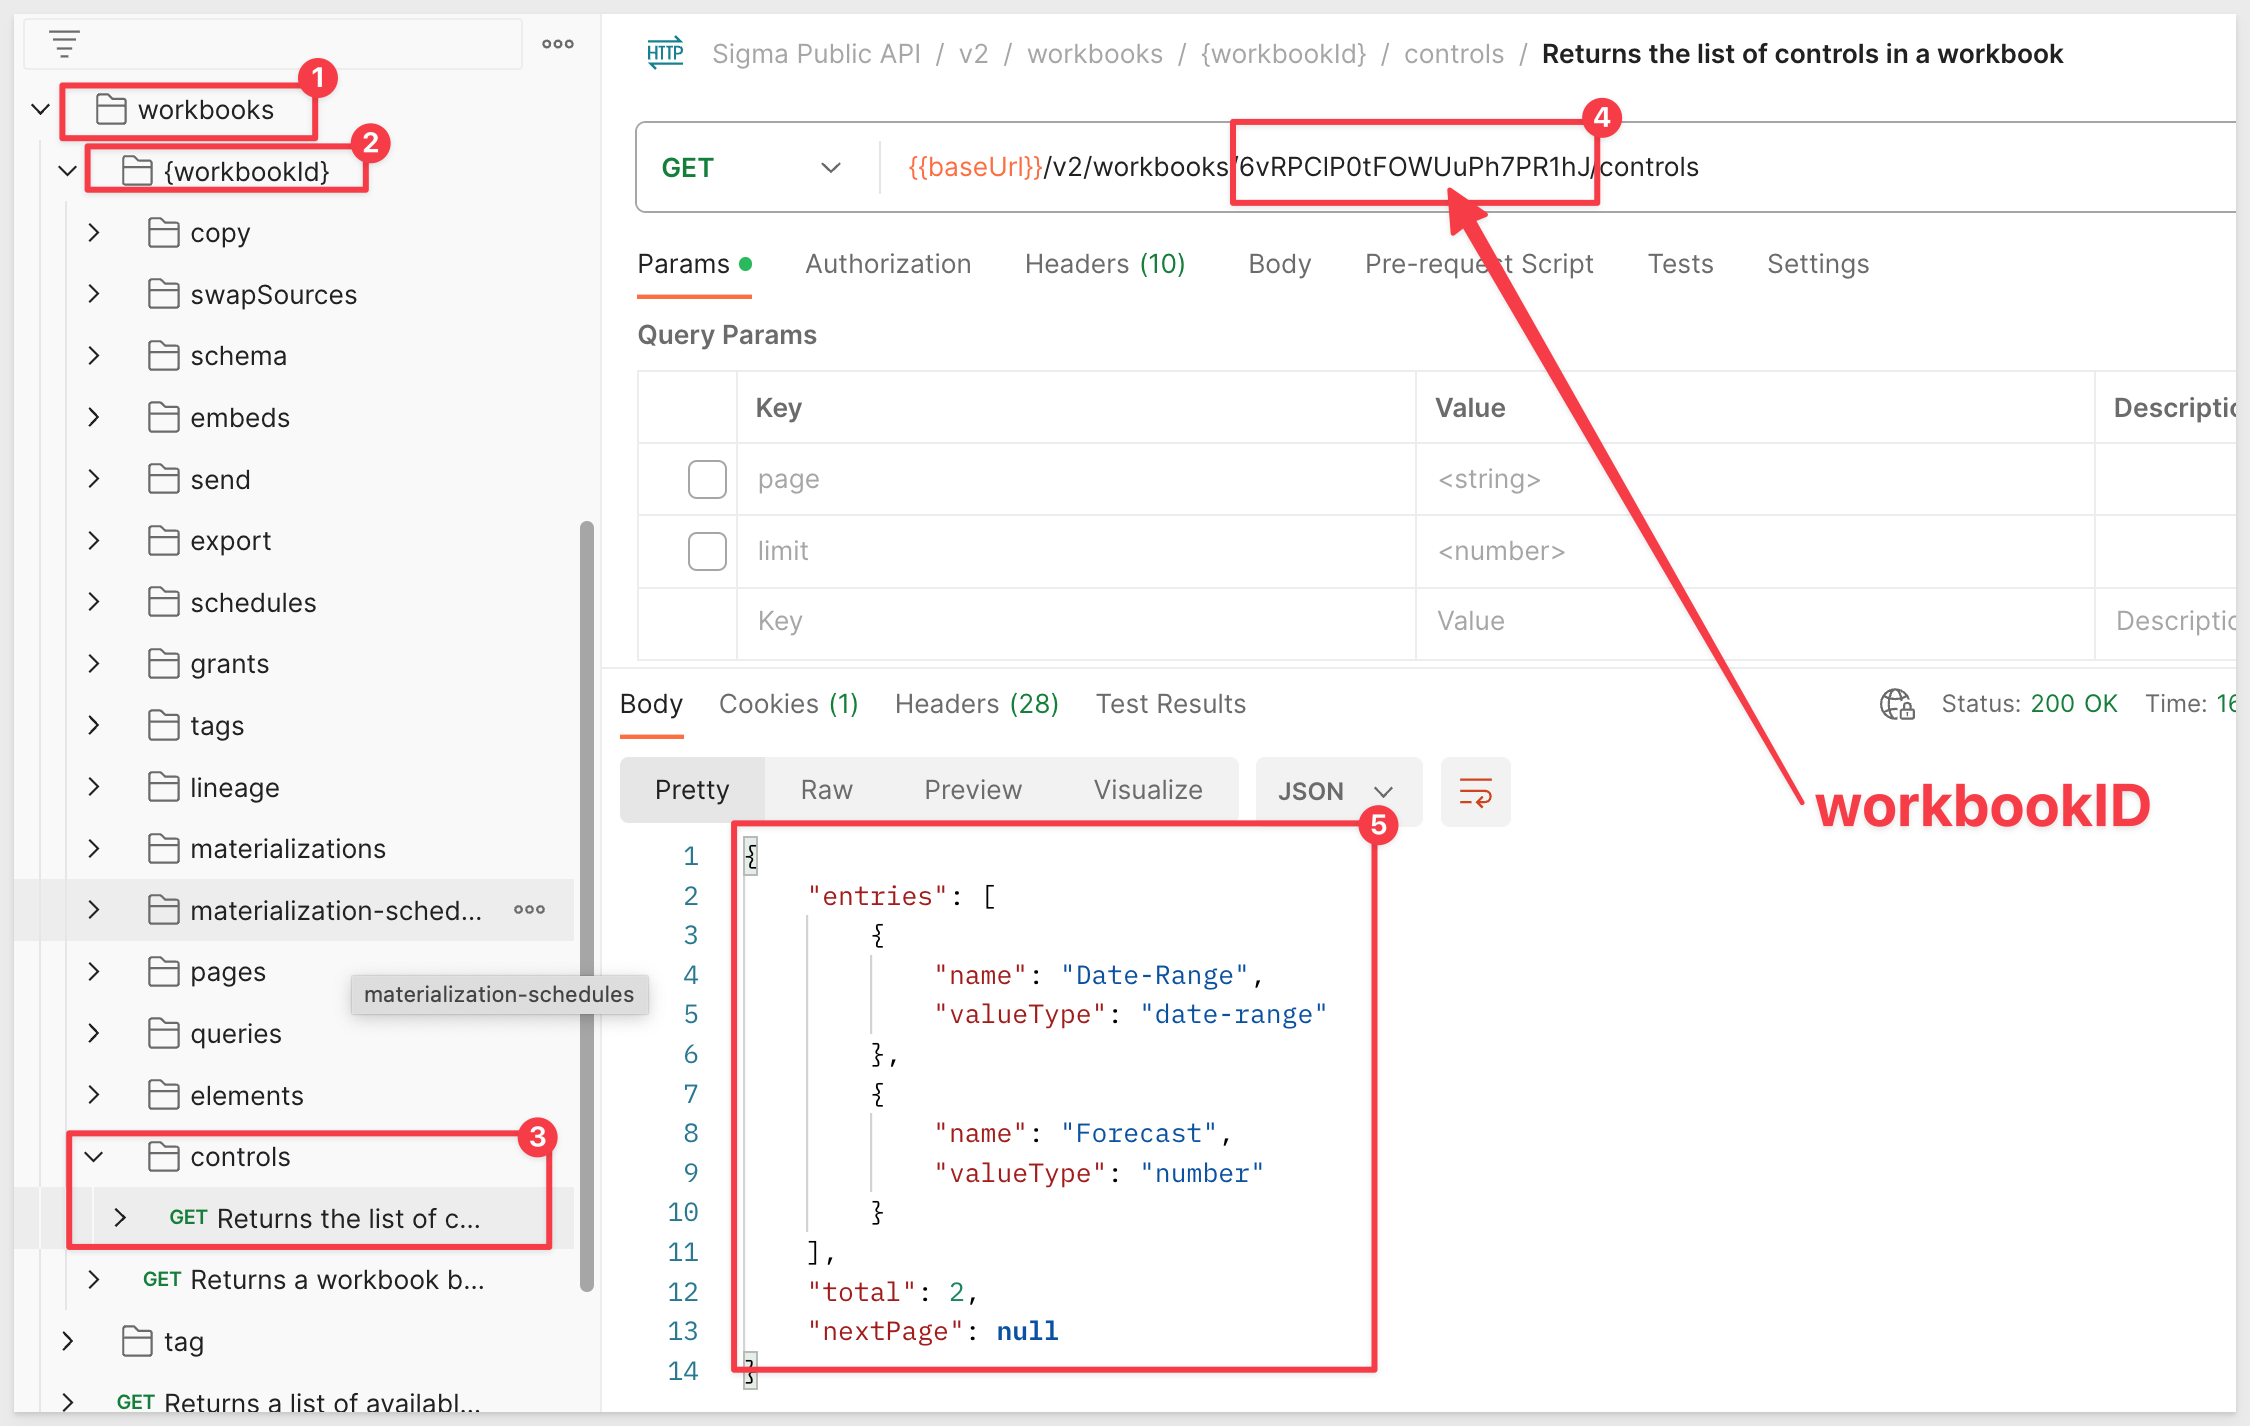 1
workbooks
2
{workbookId}
copy
swapSources
schema
embeds
send
export
schedules
grants
tags
lineage
materializations
materialization-sched...
pages
materialization-schedules
queries
elements
3
controls
GET Returns the list of c...
GET Returns a workbook b...
tag
GET Returns a list of availabl...
HTTP Sigma Public API / v2 / workbooks / {workbookId} / controls / Returns the list of controls in a workbook
4
GET {{baseUrl}}/v2/workbooks/6vRPClP0tFOWUuPh7PR1hJ/controls
Params Authorization Headers (10) Body Pre-request Script Tests Settings
Query Params
Key Value Descriptic
page <string>
limit <number>
Key Value Descriptic
Body Cookies (1) Headers (28) Test Results Status: 200 OK Time: 16
Pretty Raw Preview Visualize JSON
workbookID
5
1 {
2 "entries": [
3 {
4 "name": "Date-Range",
5 "valueType": "date-range"
6 },
7 {
8 "name": "Forecast",
9 "valueType": "number"
10 }
11 ],
12 "total": 2,
13 "nextPage": null
14 }